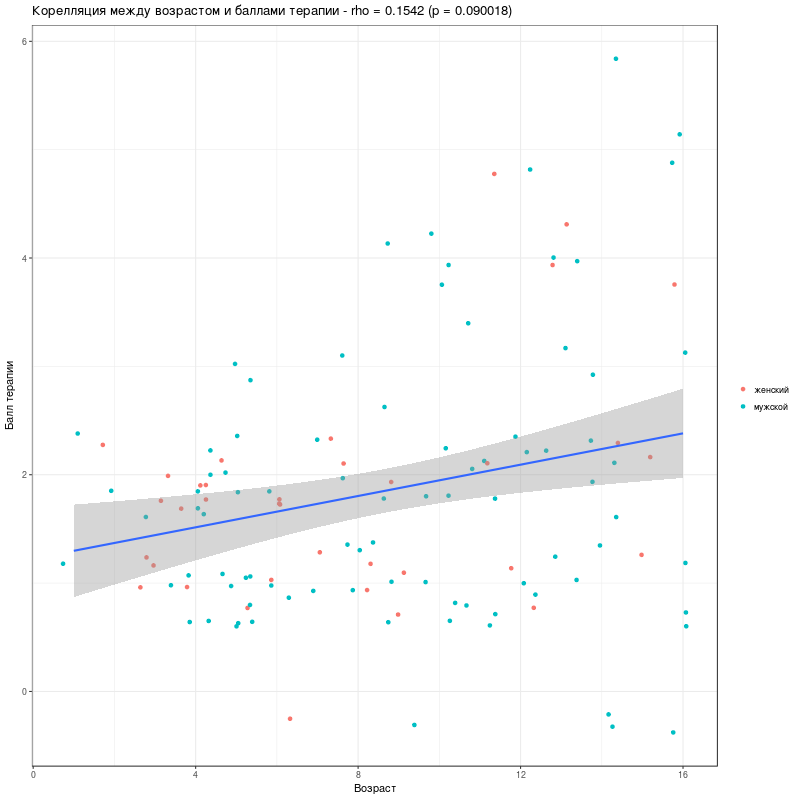 Корелляция между возрастом и баллами терапии - rho = 0.1542 (p = 0.090018)
6
4
2
0
Балл терапии
0 4 8 12 16
Возраст
женский
мужской